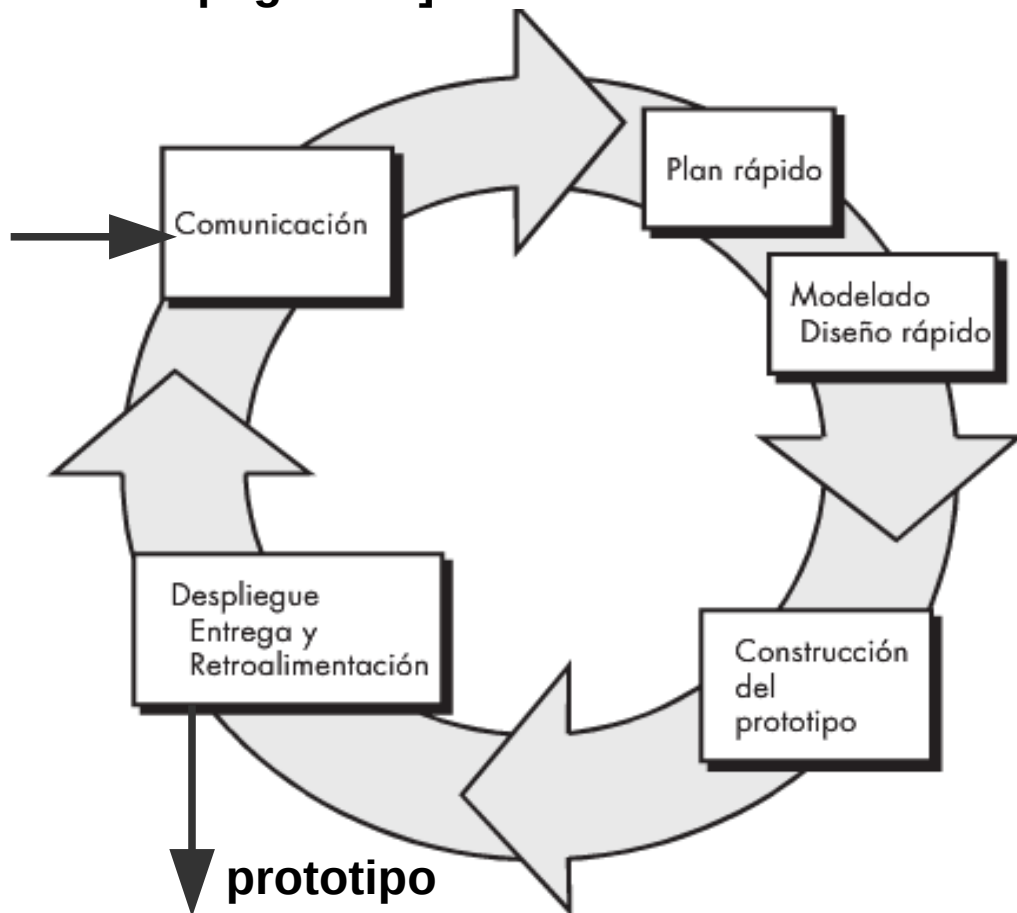 Comunicación
Plan rápido
Modelado
Diseño rápido
Construcción
del
prototipo
Despliegue
Entrega y
Retroalimentación
prototipo